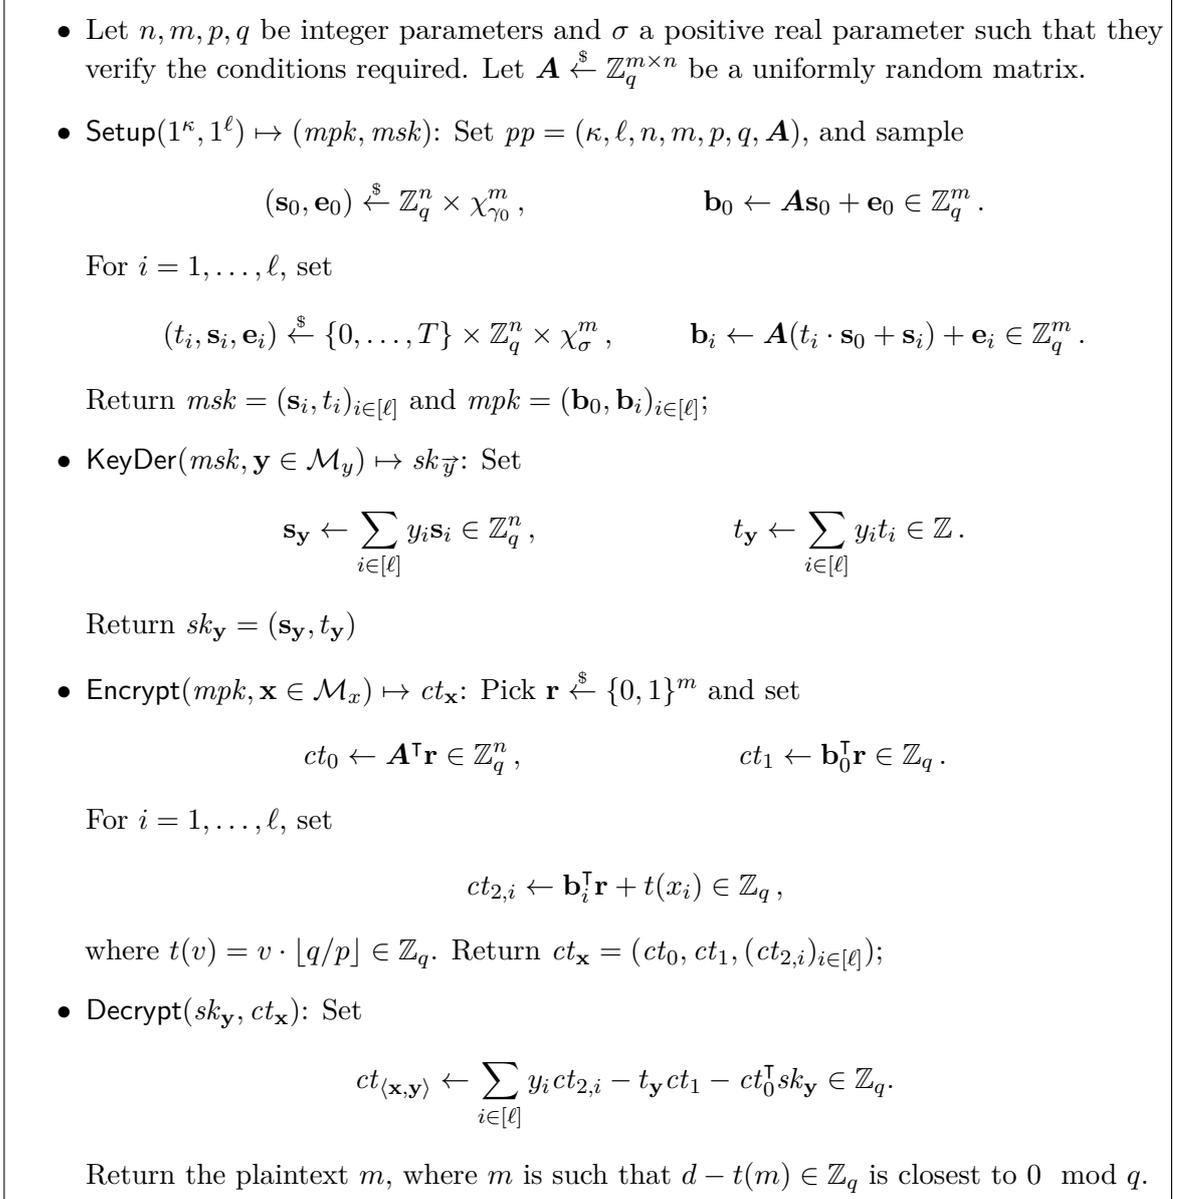 • Let n, m, p, q be integer parameters and σ a positive real parameter such that they
verify the conditions required. Let A ←$ ℤ_q^{m×n} be a uniformly random matrix.
• Setup(1^κ, 1^ℓ) ↦ (mpk, msk): Set pp = (κ, ℓ, n, m, p, q, A), and sample
(s_0, e_0) ←$ ℤ_q^n × χ_{γ_0}^m , b_0 ← As_0 + e_0 ∈ ℤ_q^m .
For i = 1, . . . , ℓ, set
(t_i, s_i, e_i) ←$ {0, . . . , T} × ℤ_q^n × χ_σ^m , b_i ← A(t_i · s_0 + s_i) + e_i ∈ ℤ_q^m .
Return msk = (s_i, t_i)_{i∈[ℓ]} and mpk = (b_0, b_i)_{i∈[ℓ]};
• KeyDer(msk, y ∈ ℳ_y) ↦ sk_{\vec{y}}: Set
s_y ← ∑_{i∈[ℓ]} y_i s_i ∈ ℤ_q^n , t_y ← ∑_{i∈[ℓ]} y_i t_i ∈ ℤ .
Return sk_y = (s_y, t_y)
• Encrypt(mpk, x ∈ ℳ_x) ↦ ct_x: Pick r ←$ {0, 1}^m and set
ct_0 ← A^⊺r ∈ ℤ_q^n , ct_1 ← b_0^⊺r ∈ ℤ_q .
For i = 1, . . . , ℓ, set
ct_{2,i} ← b_i^⊺r + t(x_i) ∈ ℤ_q ,
where t(v) = v · ⌊q/p⌋ ∈ ℤ_q. Return ct_x = (ct_0, ct_1, (ct_{2,i})_{i∈[ℓ]});
• Decrypt(sk_y, ct_x): Set
ct_{⟨x,y⟩} ← ∑_{i∈[ℓ]} y_i ct_{2,i} − t_y ct_1 − ct_0^⊺ sk_y ∈ ℤ_q.
Return the plaintext m, where m is such that d − t(m) ∈ ℤ_q is closest to 0 mod q.